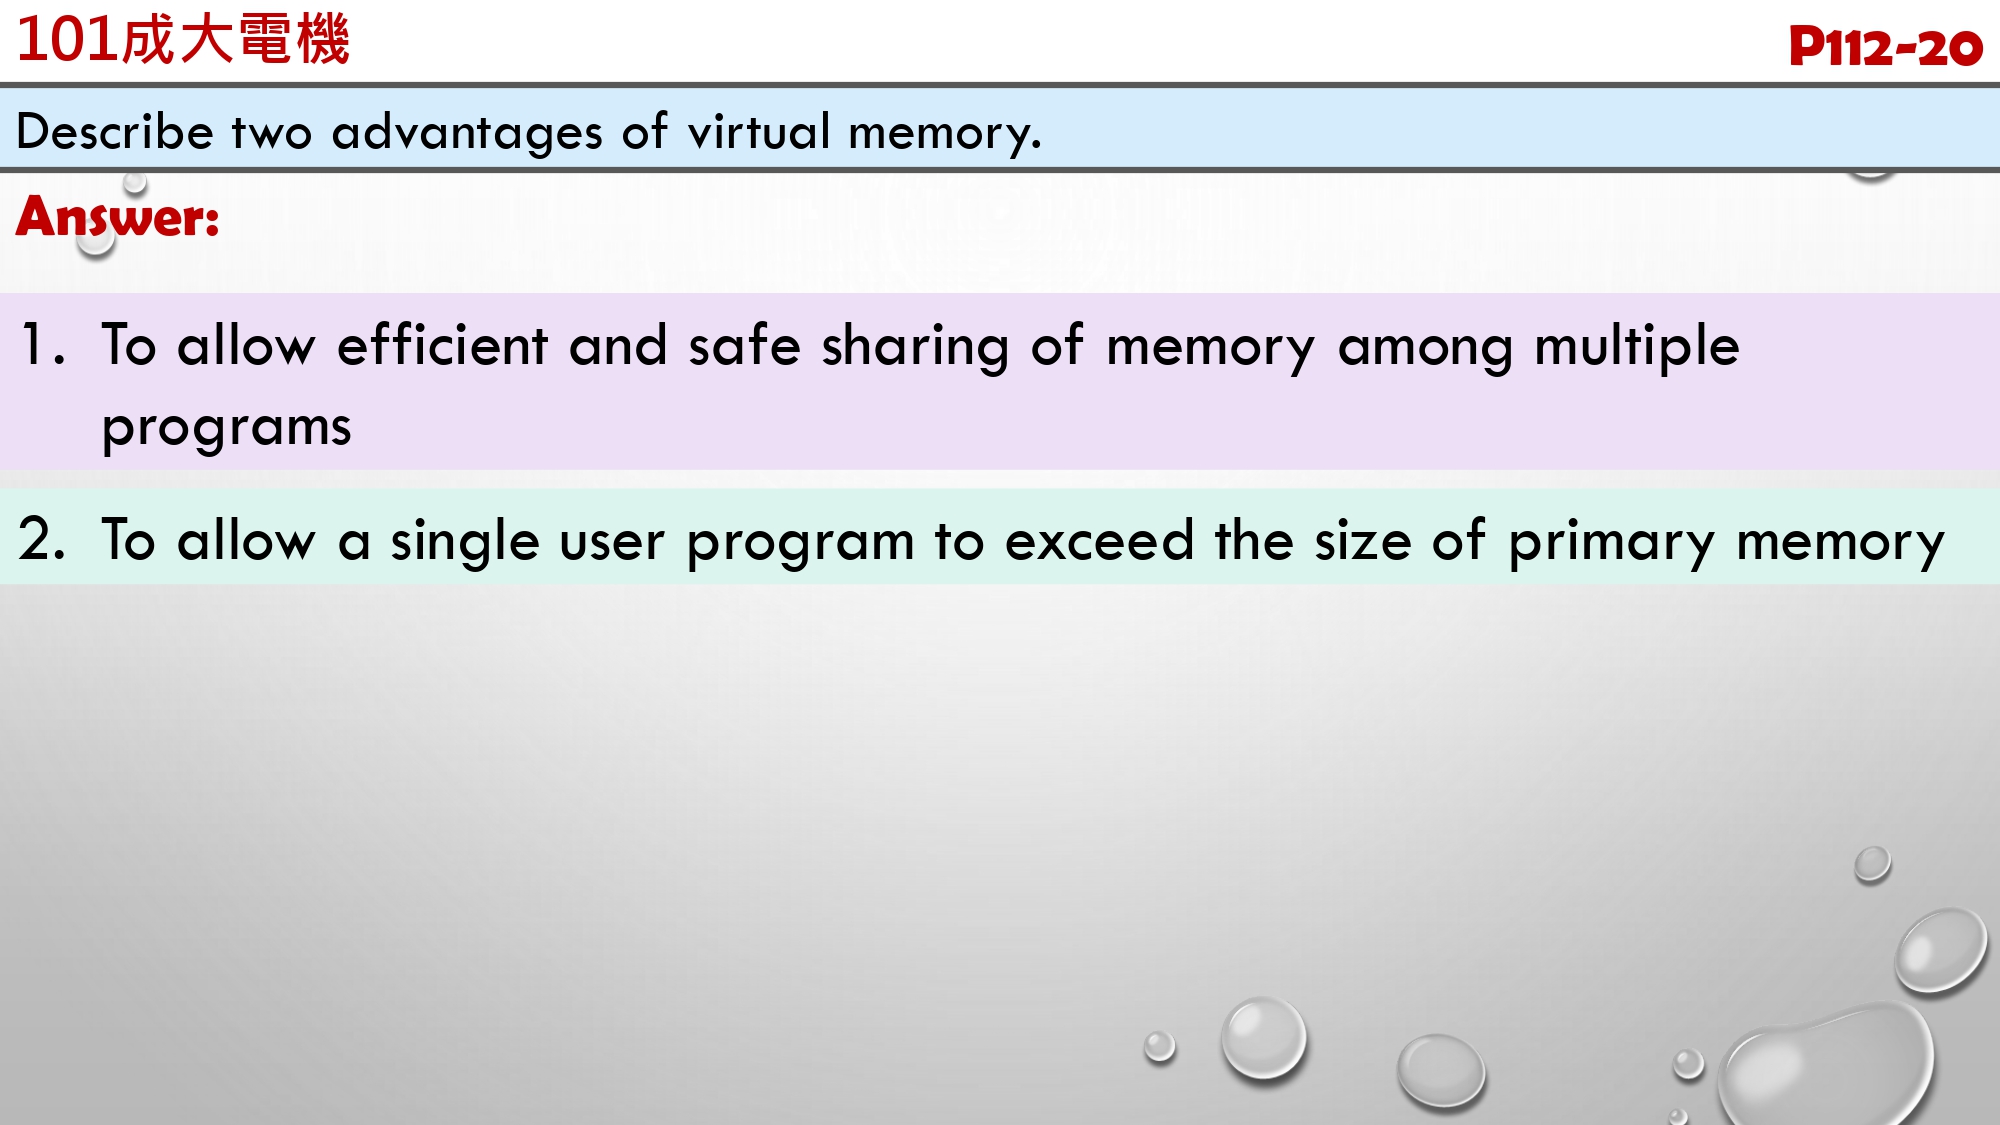 101成大電機
P112-20
Describe two advantages of virtual memory.
Answer:
1. To allow efficient and safe sharing of memory among multiple
programs
2. To allow a single user program to exceed the size of primary memory